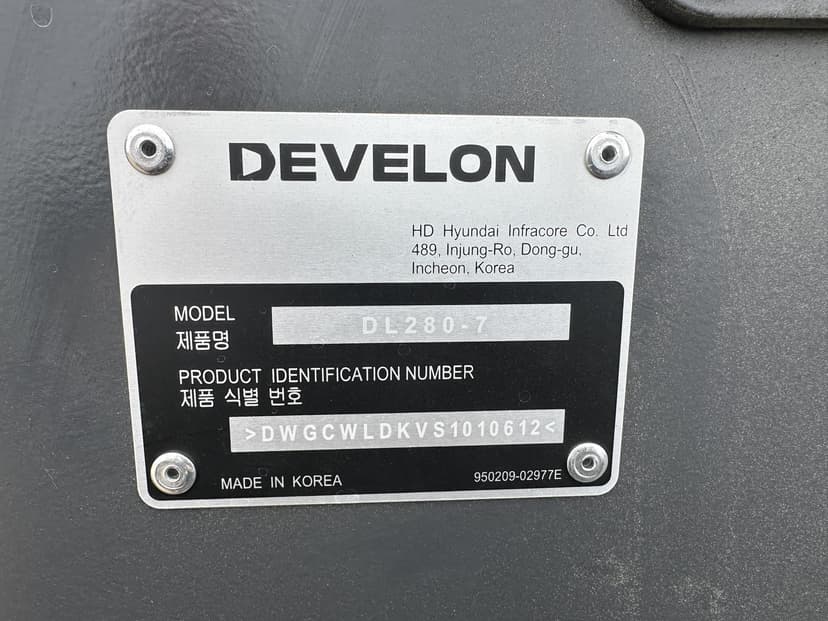 DEVELON
HD Hyundai Infracore Co. Ltd
489, Injung-Ro, Dong-gu,
Incheon, Korea
MODEL
제품명
DL280-7
PRODUCT IDENTIFICATION NUMBER
제품 식별 번호
>DWGCWLDKVS1010612<
MADE IN KOREA
950209-02977E